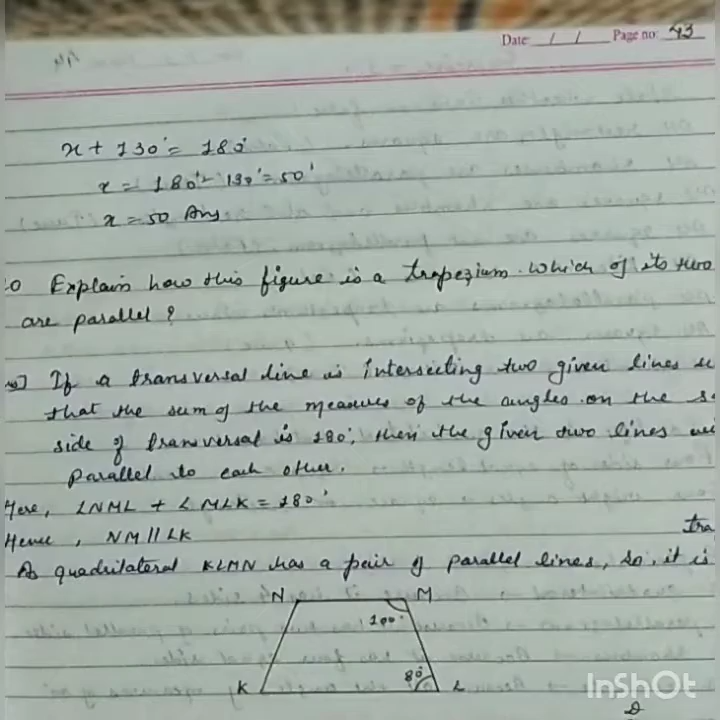 Date: / / Page no: 43
x + 130° = 180°
x = 180° - 130° = 50°
x = 50 Ans
0 Explain how this figure is a trapezium. Which of its two
are parallel ?
If a transversal line is intersecting two given lines su
that the sum of the measures of the angles on the s
side of transversal is 180°, then the given two lines wi
Parallel to each other.
Here, ∠NML + ∠MLK = 180°
Hence, NM || LK
tra
As quadrilateral KLMN has a pair of parallel lines, so, it is
N M
100°
80°
K L
InShOt